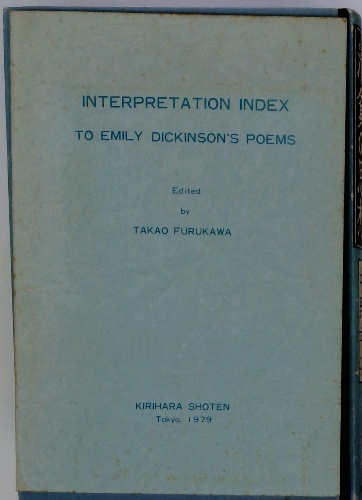 INTERPRETATION INDEX
TO EMILY DICKINSON'S POEMS
Edited
by
TAKAO FURUKAWA
KIRIHARA SHOTEN
Tokyo, 1979